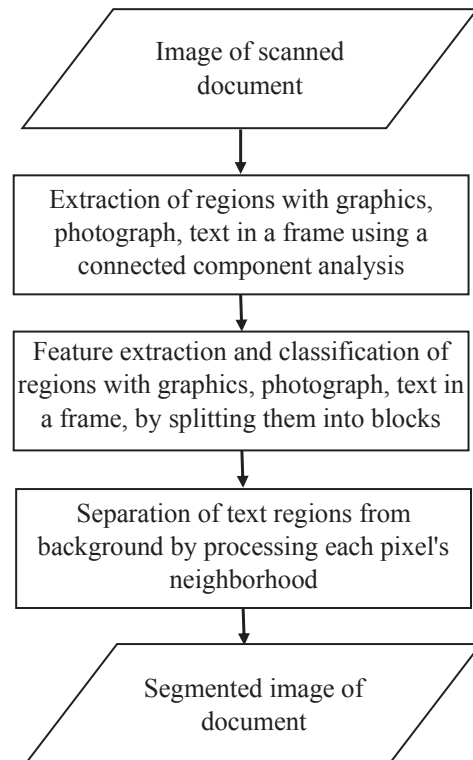 Image of scanned
document
Extraction of regions with graphics,
photograph, text in a frame using a
connected component analysis
Feature extraction and classification of
regions with graphics, photograph, text in
a frame, by splitting them into blocks
Separation of text regions from
background by processing each pixel's
neighborhood
Segmented image of
document